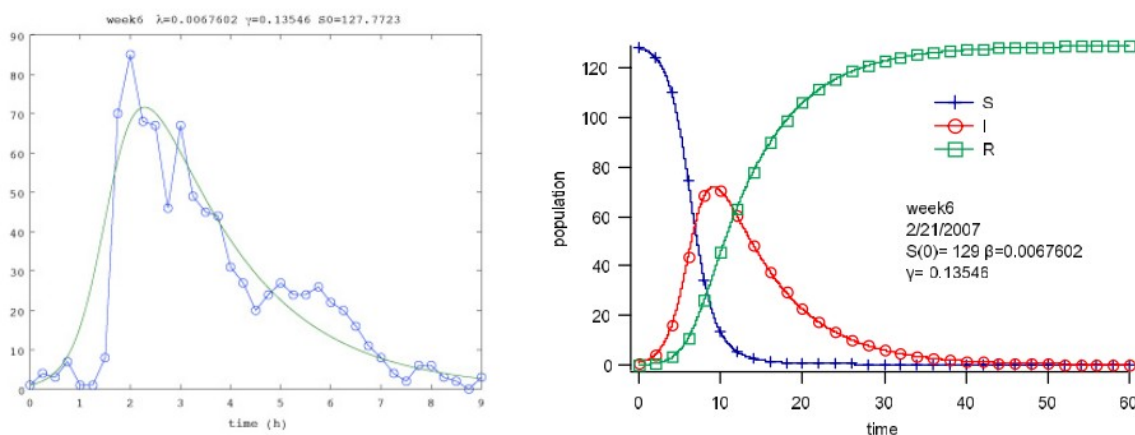 week6 λ=0.0067602 γ=0.13546 S0=127.7723
90
80
70
60
50
40
30
20
10
0
0 1 2 3 4 5 6 7 8 9
time (h)
population
120
100
80
60
40
20
0
S
I
R
week6
2/21/2007
S(0)= 129 β=0.0067602
γ= 0.13546
0 10 20 30 40 50 60
time